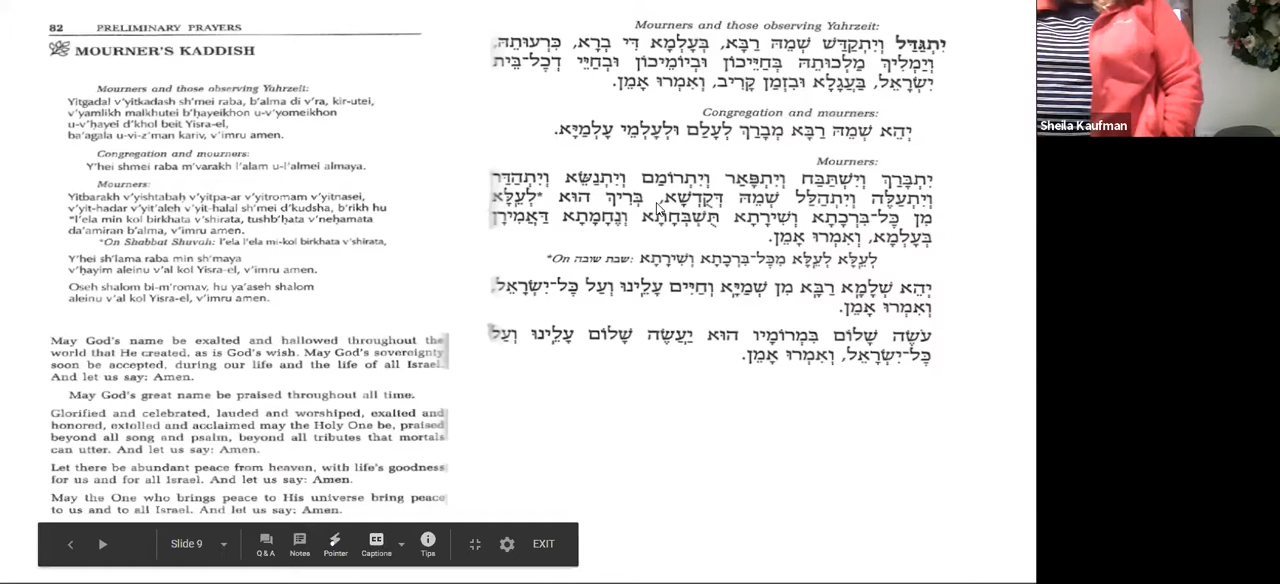 82 PRELIMINARY PRAYERS
MOURNER'S KADDISH
Mourners and those observing Yahrzeit:
Yitgadal v'yitkadash sh'mei raba, b'alma di v'ra, kir-utei,
v'yamlikh malkhutei b'ḥayeikhon u-v'yomeikhon
u-v'ḥayei d'khol beit Yisra-el,
ba'agala u-vi-z'man kariv, v'imru amen.
Congregation and mourners:
Y'hei shmei raba m'varakh l'alam u-l'almei almaya.
Mourners:
Yitbarakh v'yishtabaḥ v'yitpa-ar v'yitromam v'yitnasei,
v'yit-hadar v'yit'aleh v'yit-halal sh'mei d'kudsha, b'rikh hu
*l'ela min kol birkhata v'shirata, tushb'ḥata v'neḥamata
da'amiran b'alma, v'imru amen.
*On Shabbat Shuvah: l'ela l'ela mi-kol birkhata v'shirata,
Y'hei sh'lama raba min sh'maya
v'ḥayim aleinu v'al kol Yisra-el, v'imru amen.
Oseh shalom bi-m'romav, hu ya'aseh shalom
aleinu v'al kol Yisra-el, v'imru amen.
May God's name be exalted and hallowed throughout the
world that He created, as is God's wish. May God's sovereignty
soon be accepted, during our life and the life of all Israel.
And let us say: Amen.
May God's great name be praised throughout all time.
Glorified and celebrated, lauded and worshiped, exalted and
honored, extolled and acclaimed may the Holy One be, praised
beyond all song and psalm, beyond all tributes that mortals
can utter. And let us say: Amen.
Let there be abundant peace from heaven, with life's goodness
for us and for all Israel. And let us say: Amen.
May the One who brings peace to His universe bring peace
to us and to all Israel. And let us say: Amen.
Mourners and those observing Yahrzeit:
יִתְגַּדַּל וְיִתְקַדַּשׁ שְׁמֵהּ רַבָּא, בְּעָלְמָא דִּי בְרָא, כִּרְעוּתֵהּ,
וְיַמְלִיךְ מַלְכוּתֵהּ בְּחַיֵּיכוֹן וּבְיוֹמֵיכוֹן וּבְחַיֵּי דְכָל־בֵּית
יִשְׂרָאֵל, בַּעֲגָלָא וּבִזְמַן קָרִיב, וְאִמְרוּ אָמֵן.
Congregation and mourners:
יְהֵא שְׁמֵהּ רַבָּא מְבָרַךְ לְעָלַם וּלְעָלְמֵי עָלְמַיָּא.
Mourners:
יִתְבָּרַךְ וְיִשְׁתַּבַּח וְיִתְפָּאַר וְיִתְרוֹמַם וְיִתְנַשֵּׂא וְיִתְהַדַּר
וְיִתְעַלֶּה וְיִתְהַלַּל שְׁמֵהּ דְּקֻדְשָׁא, בְּרִיךְ הוּא *לְעֵלָּא
מִן כָּל־בִּרְכָתָא וְשִׁירָתָא תֻּשְׁבְּחָתָא וְנֶחָמָתָא דַּאֲמִירָן
בְּעָלְמָא, וְאִמְרוּ אָמֵן.
*On שבת שובה: לְעֵלָּא לְעֵלָּא מִכָּל־בִּרְכָתָא וְשִׁירָתָא
יְהֵא שְׁלָמָא רַבָּא מִן שְׁמַיָּא וְחַיִּים עָלֵינוּ וְעַל כָּל־יִשְׂרָאֵל,
וְאִמְרוּ אָמֵן.
עֹשֶׂה שָׁלוֹם בִּמְרוֹמָיו הוּא יַעֲשֶׂה שָׁלוֹם עָלֵינוּ וְעַל
כָּל־יִשְׂרָאֵל, וְאִמְרוּ אָמֵן.
Sheila Kaufman
Slide 9
Q & A Notes Pointer CC Captions Tips EXIT